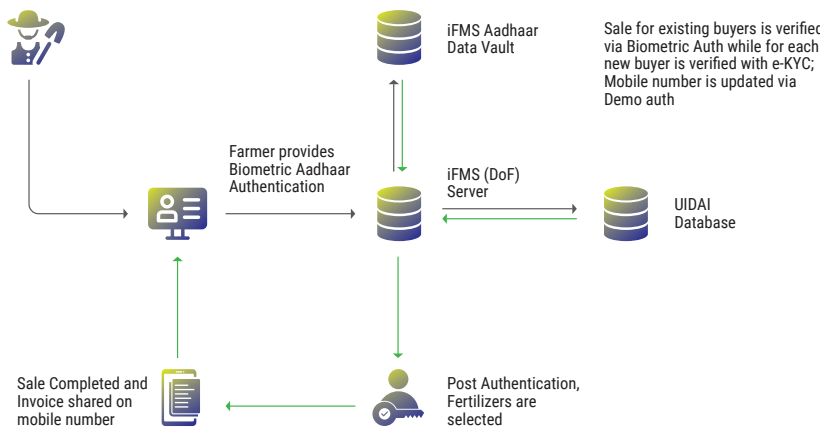 iFMS Aadhaar
Data Vault
Sale for existing buyers is verified
via Biometric Auth while for each
new buyer is verified with e-KYC;
Mobile number is updated via
Demo auth
Farmer provides
Biometric Aadhaar
Authentication
iFMS (DoF)
Server
UIDAI
Database
Sale Completed and
Invoice shared on
mobile number
Post Authentication,
Fertilizers are
selected